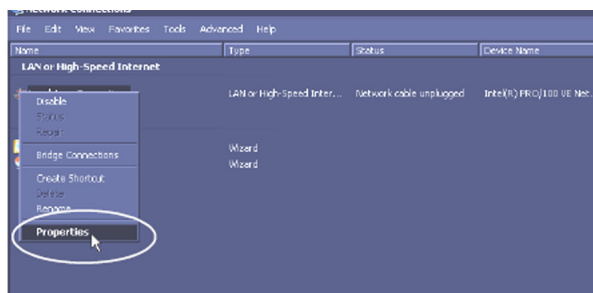 Network Connections
File Edit View Favorites Tools Advanced Help
Name Type Status Device Name
LAN or High-Speed Internet
LAN or High-Speed Inter... Network cable unplugged Intel(R) PRO/100 VE Net.
Disable
Status
Repair
Bridge Connections
Wizard
Wizard
Create Shortcut
Delete
Rename
Properties